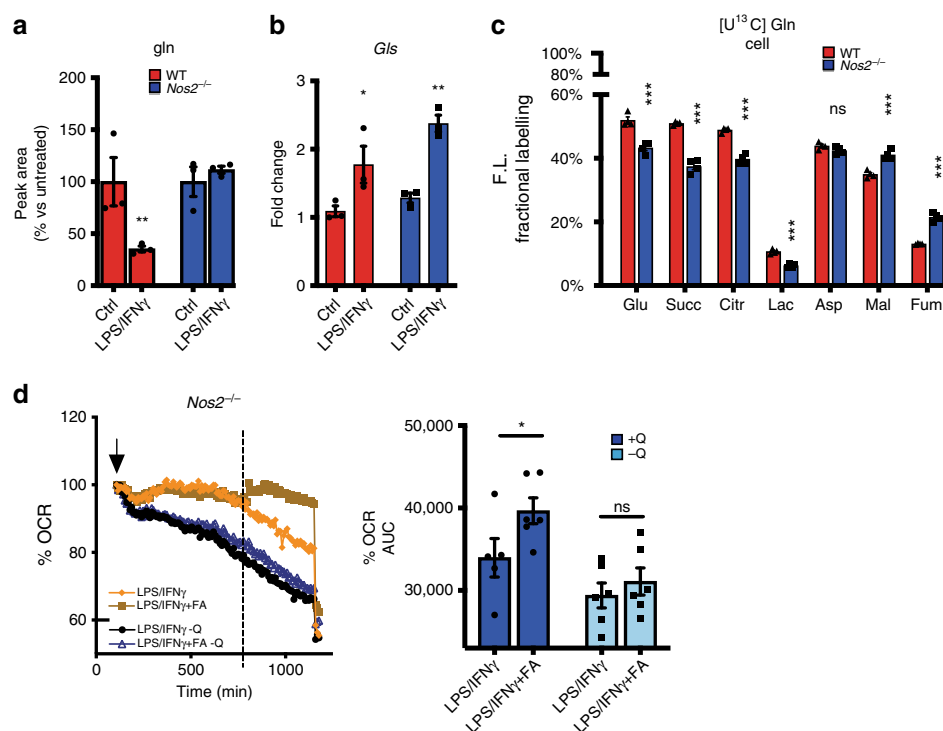 a
gln
WT
Nos2–/–
Peak area
(% vs untreated)
200
150
100
50
0
**
Ctrl
LPS/IFNγ
Ctrl
LPS/IFNγ
b
Gls
Fold change
3
2
1
0
*
**
Ctrl
LPS/IFNγ
Ctrl
LPS/IFNγ
c
[U13C] Gln
cell
WT
Nos2–/–
F.L.
fractional labelling
100%
80%
60%
40%
20%
0%
***
***
***
***
ns
***
***
Glu Succ Citr Lac Asp Mal Fum
d
Nos2–/–
% OCR
120
100
80
60
LPS/IFNγ
LPS/IFNγ+FA
LPS/IFNγ -Q
LPS/IFNγ+FA -Q
0 500 1000
Time (min)
% OCR
AUC
50,000
40,000
30,000
*
ns
+Q
–Q
LPS/IFNγ
LPS/IFNγ+FA
LPS/IFNγ
LPS/IFNγ+FA